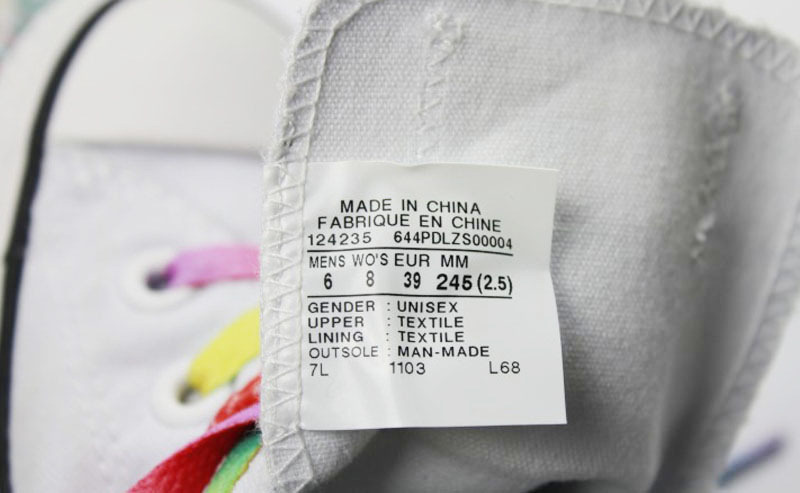 MADE IN CHINA
FABRIQUE EN CHINE
124235 644PDLZS00004
MENS WO'S EUR MM
6 8 39 245 (2.5)
GENDER : UNISEX
UPPER : TEXTILE
LINING : TEXTILE
OUTSOLE : MAN-MADE
7L 1103 L68